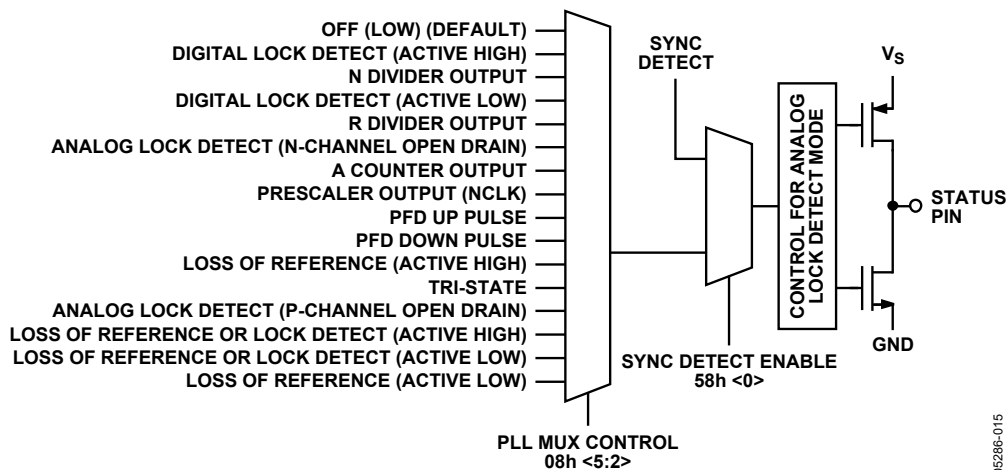 OFF (LOW) (DEFAULT)
DIGITAL LOCK DETECT (ACTIVE HIGH)
N DIVIDER OUTPUT
DIGITAL LOCK DETECT (ACTIVE LOW)
R DIVIDER OUTPUT
ANALOG LOCK DETECT (N-CHANNEL OPEN DRAIN)
A COUNTER OUTPUT
PRESCALER OUTPUT (NCLK)
PFD UP PULSE
PFD DOWN PULSE
LOSS OF REFERENCE (ACTIVE HIGH)
TRI-STATE
ANALOG LOCK DETECT (P-CHANNEL OPEN DRAIN)
LOSS OF REFERENCE OR LOCK DETECT (ACTIVE HIGH)
LOSS OF REFERENCE OR LOCK DETECT (ACTIVE LOW)
LOSS OF REFERENCE (ACTIVE LOW)
PLL MUX CONTROL
08h <5:2>
SYNC
DETECT
SYNC DETECT ENABLE
58h <0>
CONTROL FOR ANALOG
LOCK DETECT MODE
VS
STATUS
PIN
GND
05286-015